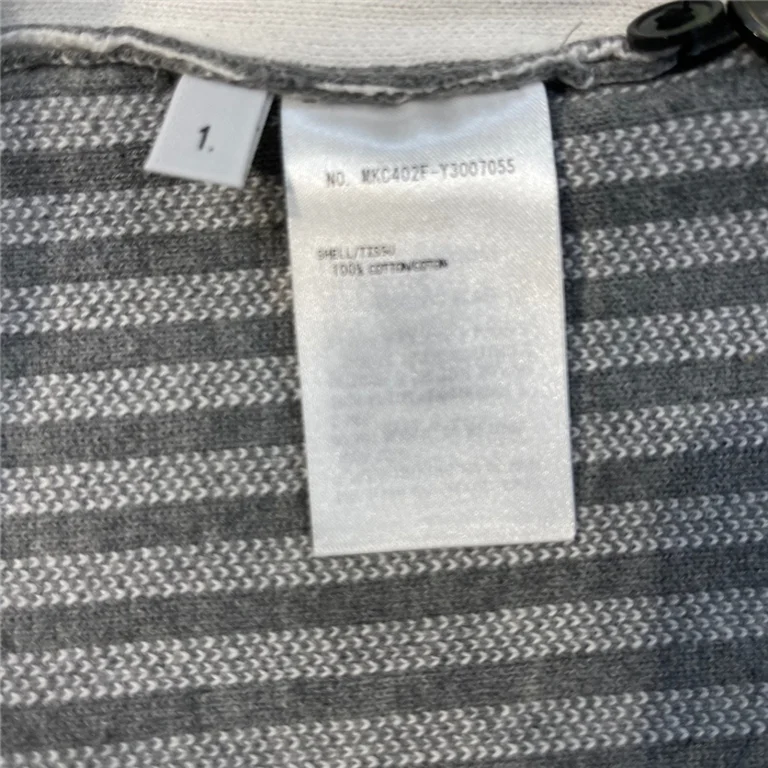 1.
NO. MKC402F-Y3007055
SHELL/TISSU
100% COTTON/COTON